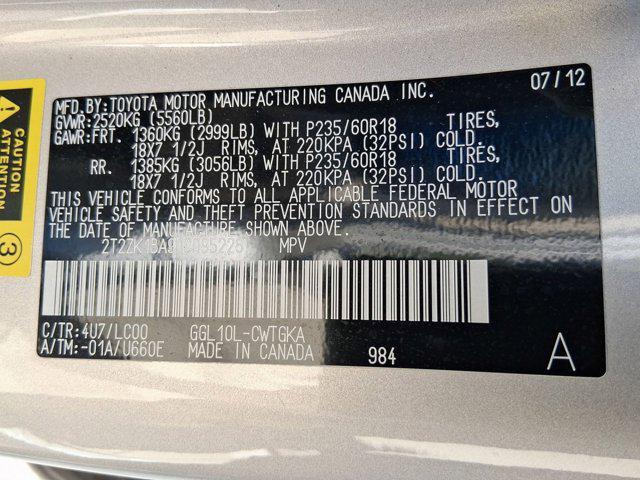 MFD.BY:TOYOTA MOTOR MANUFACTURING CANADA INC. 07/12
GVWR:2520KG (5560LB)
GAWR:FRT. 1360KG (2999LB) WITH P235/60R18 TIRES,
18X7 1/2J RIMS, AT 220KPA (32PSI) COLD.
RR. 1385KG (3056LB) WITH P235/60R18 TIRES,
18X7 1/2J RIMS, AT 220KPA (32PSI) COLD.
THIS VEHICLE CONFORMS TO ALL APPLICABLE FEDERAL MOTOR
VEHICLE SAFETY AND THEFT PREVENTION STANDARDS IN EFFECT ON
THE DATE OF MANUFACTURE SHOWN ABOVE.
MPV
C/TR:4U7/LC00 GGL10L-CWTGKA
A/TM:-01A/U660E MADE IN CANADA 984 A
CAUTION
3